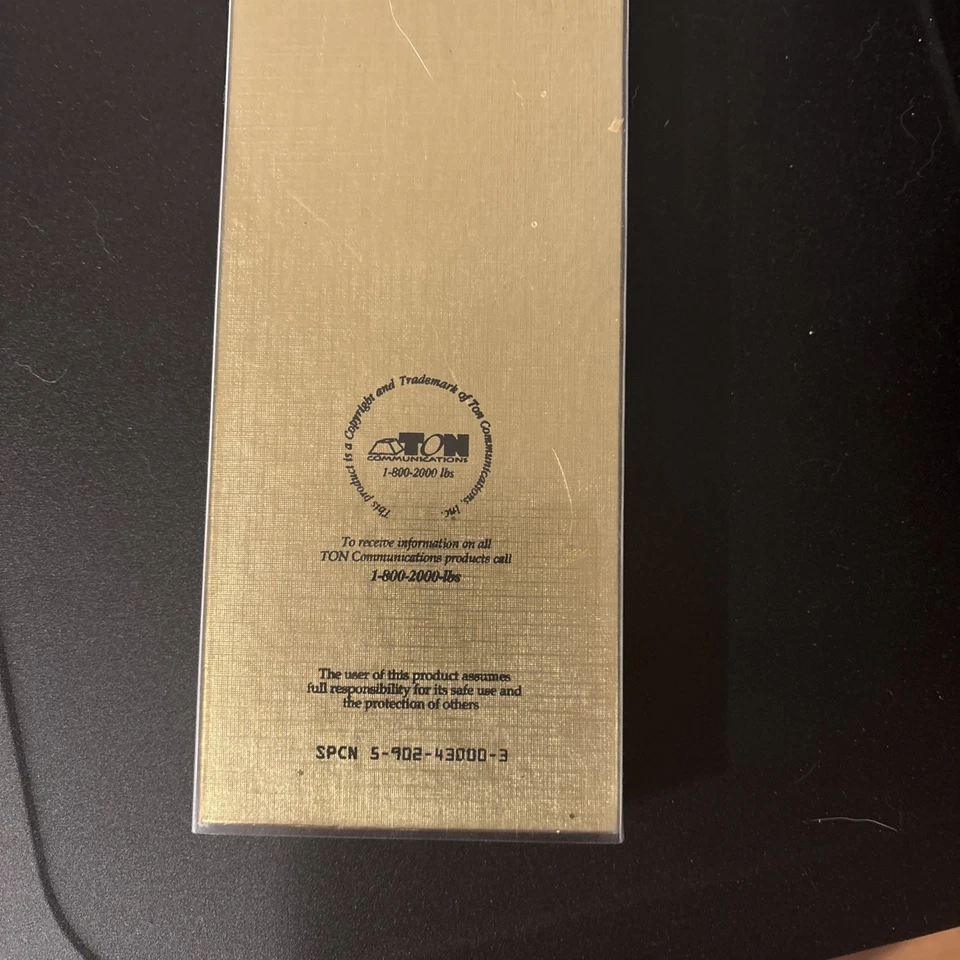 This product is a Copyright and Trademark of Ton Communications, Inc.
TON
COMMUNICATIONS
1-800-2000 lbs
To receive information on all
TON Communications products call
1-800-2000-lbs
The user of this product assumes
full responsibility for its safe use and
the protection of others
SPCN 5-902-43000-3